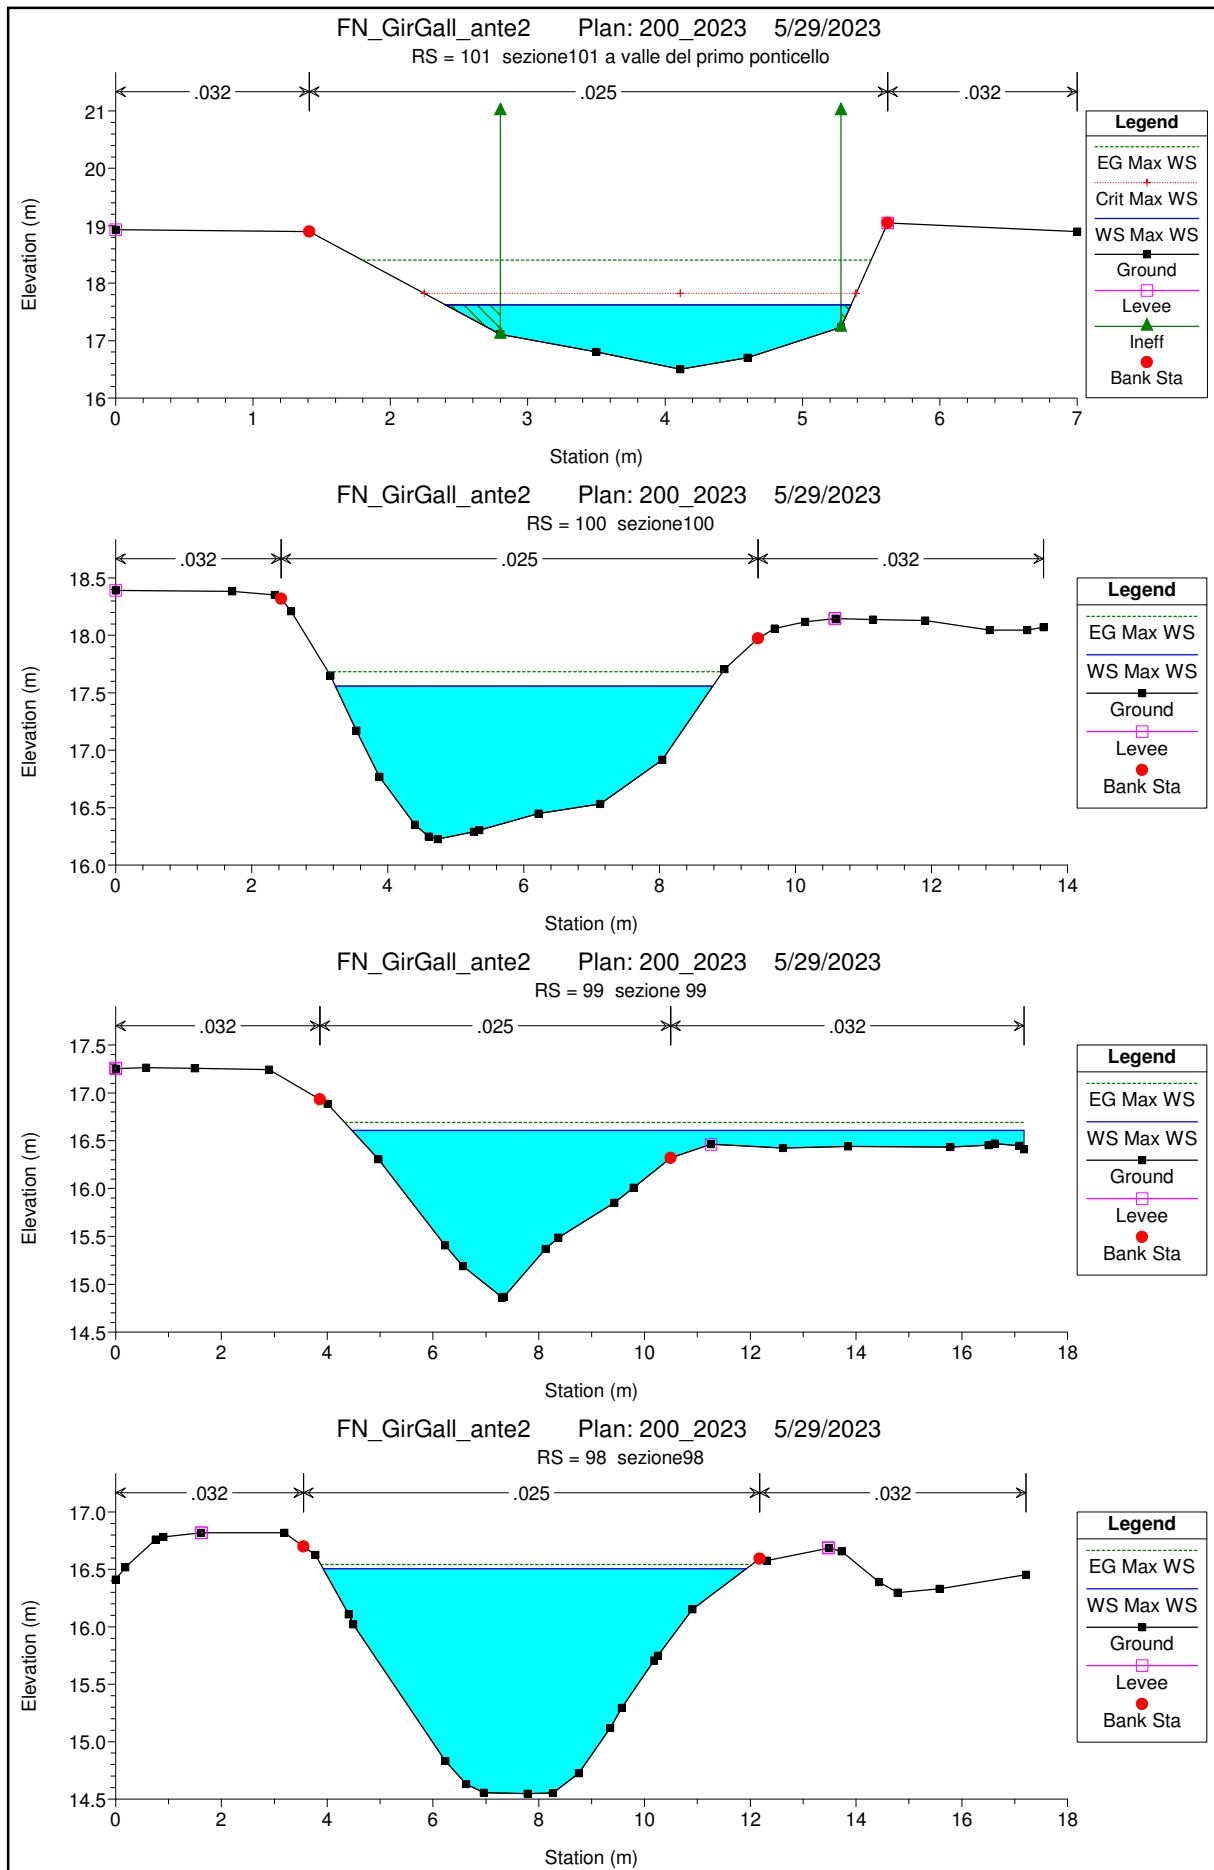 FN_GirGall_ante2 Plan: 200_2023 5/29/2023
RS = 101 sezione101 a valle del primo ponticello
.032 .025 .032
21
20
19
18
17
16
Elevation (m)
0 1 2 3 4 5 6 7
Station (m)
Legend
EG Max WS
Crit Max WS
WS Max WS
Ground
Levee
Ineff
Bank Sta
FN_GirGall_ante2 Plan: 200_2023 5/29/2023
RS = 100 sezione100
.032 .025 .032
18.5
18.0
17.5
17.0
16.5
16.0
Elevation (m)
0 2 4 6 8 10 12 14
Station (m)
Legend
EG Max WS
WS Max WS
Ground
Levee
Bank Sta
FN_GirGall_ante2 Plan: 200_2023 5/29/2023
RS = 99 sezione 99
.032 .025 .032
17.5
17.0
16.5
16.0
15.5
15.0
14.5
Elevation (m)
0 2 4 6 8 10 12 14 16 18
Station (m)
Legend
EG Max WS
WS Max WS
Ground
Levee
Bank Sta
FN_GirGall_ante2 Plan: 200_2023 5/29/2023
RS = 98 sezione98
.032 .025 .032
17.0
16.5
16.0
15.5
15.0
14.5
Elevation (m)
0 2 4 6 8 10 12 14 16 18
Station (m)
Legend
EG Max WS
WS Max WS
Ground
Levee
Bank Sta